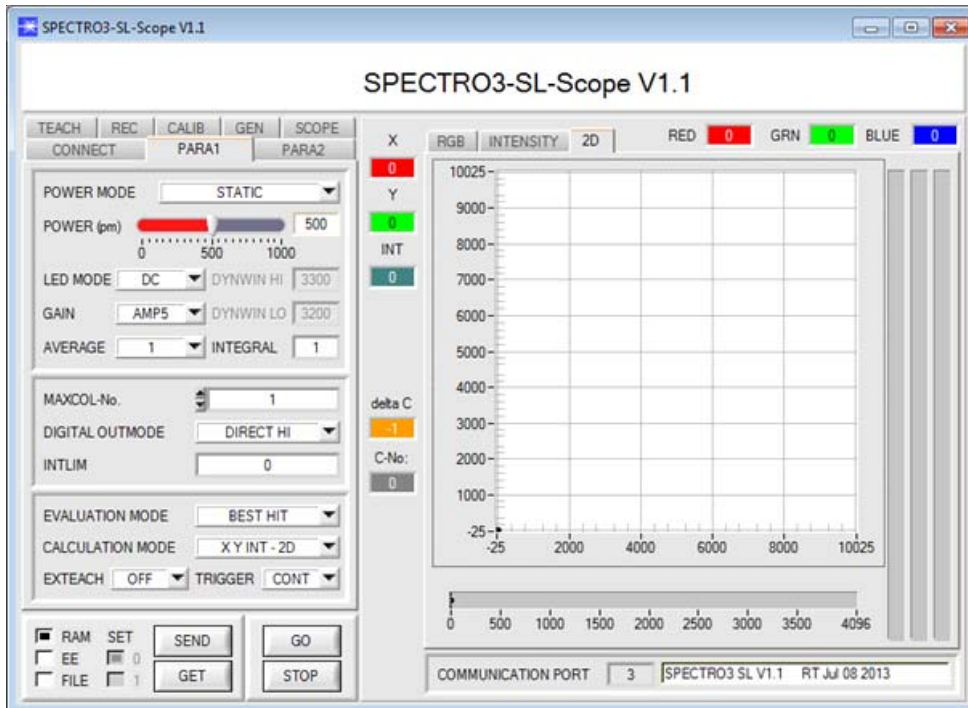 SPECTRO3-SL-Scope V1.1
SPECTRO3-SL-Scope V1.1
TEACH REC CALIB GEN SCOPE
CONNECT PARA1 PARA2
POWER MODE STATIC
POWER (pm) 500
0 500 1000
LED MODE DC DYNWIN HI 3300
GAIN AMP5 DYNWIN LO 3200
AVERAGE 1 INTEGRAL 1
MAXCOL-No. 1
DIGITAL OUTMODE DIRECT HI
INTLIM 0
EVALUATION MODE BEST HIT
CALCULATION MODE X Y INT - 2D
EXTEACH OFF TRIGGER CONT
RAM SET SEND GO
EE 0
FILE 1 GET STOP
X
0
Y
0
INT
0
delta C
-1
C-No:
0
RGB INTENSITY 2D RED 0 GRN 0 BLUE 0
10025
9000
8000
7000
6000
5000
4000
3000
2000
1000
-25
-25 2000 4000 6000 8000 10025
0 500 1000 1500 2000 2500 3000 3500 4096
COMMUNICATION PORT 3 SPECTRO3 SL V1.1 RT Jul 08 2013